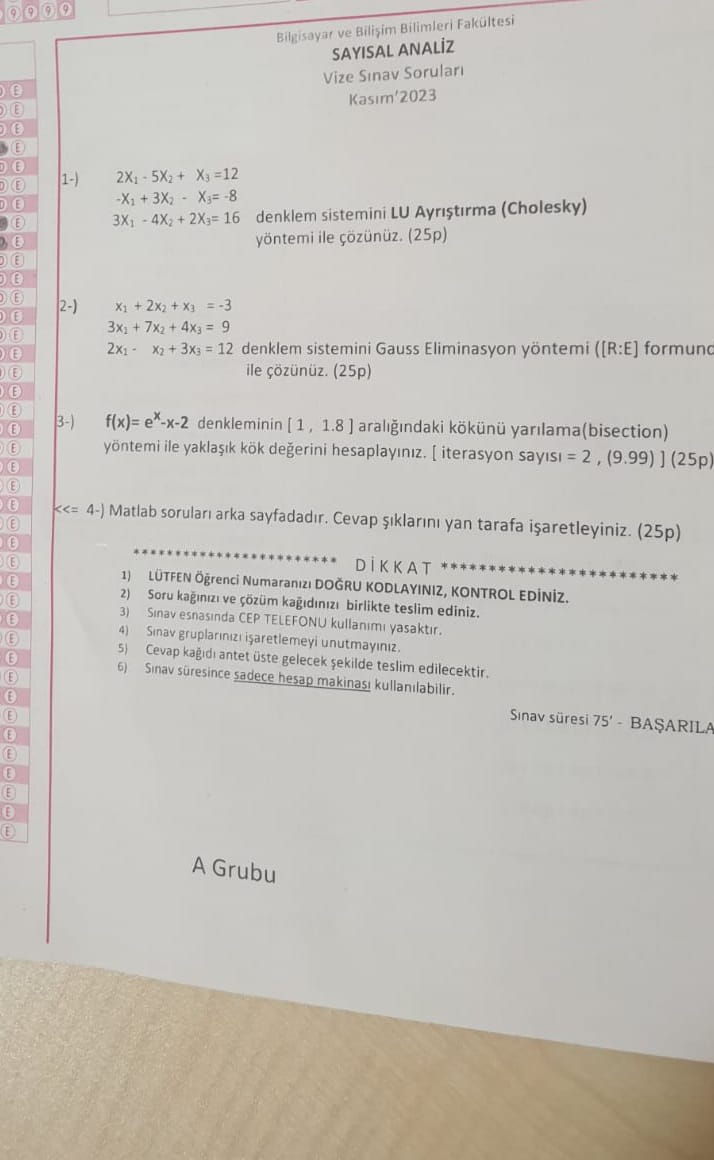 9 9 9 9
Bilgisayar ve Bilişim Bilimleri Fakültesi
SAYISAL ANALİZ
Vize Sınav Soruları
Kasım'2023
1-) 2X₁ - 5X₂ + X₃ =12
-X₁ + 3X₂ - X₃= -8
3X₁ - 4X₂ + 2X₃= 16 denklem sistemini LU Ayrıştırma (Cholesky)
yöntemi ile çözünüz. (25p)
2-) x₁ + 2x₂ + x₃ = -3
3x₁ + 7x₂ + 4x₃ = 9
2x₁ - x₂ + 3x₃ = 12 denklem sistemini Gauss Eliminasyon yöntemi ([R:E] formund
ile çözünüz. (25p)
3-) f(x)= eˣ-x-2 denkleminin [ 1 , 1.8 ] aralığındaki kökünü yarılama(bisection)
yöntemi ile yaklaşık kök değerini hesaplayınız. [ iterasyon sayısı = 2 , (9.99) ] (25p)
<<= 4-) Matlab soruları arka sayfadadır. Cevap şıklarını yan tarafa işaretleyiniz. (25p)
************************ DİKKAT *************************
1) LÜTFEN Öğrenci Numaranızı DOĞRU KODLAYINIZ, KONTROL EDİNİZ.
2) Soru kağınızı ve çözüm kağıdınızı birlikte teslim ediniz.
3) Sınav esnasında CEP TELEFONU kullanımı yasaktır.
4) Sınav gruplarınızı işaretlemeyi unutmayınız.
5) Cevap kağıdı antet üste gelecek şekilde teslim edilecektir.
6) Sınav süresince sadece hesap makinası kullanılabilir.
Sınav süresi 75' - BAŞARILA
A Grubu